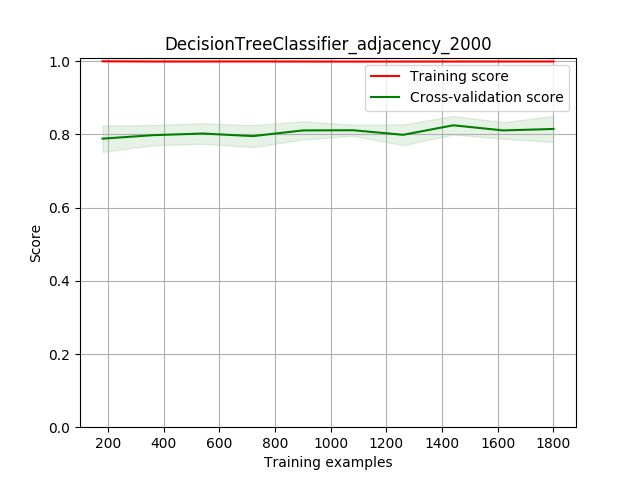 DecisionTreeClassifier_adjacency_2000
1.0
Training score
Cross-validation score
0.8
0.6
Score
0.4
0.2
0.0
200 400 600 800 1000 1200 1400 1600 1800
Training examples